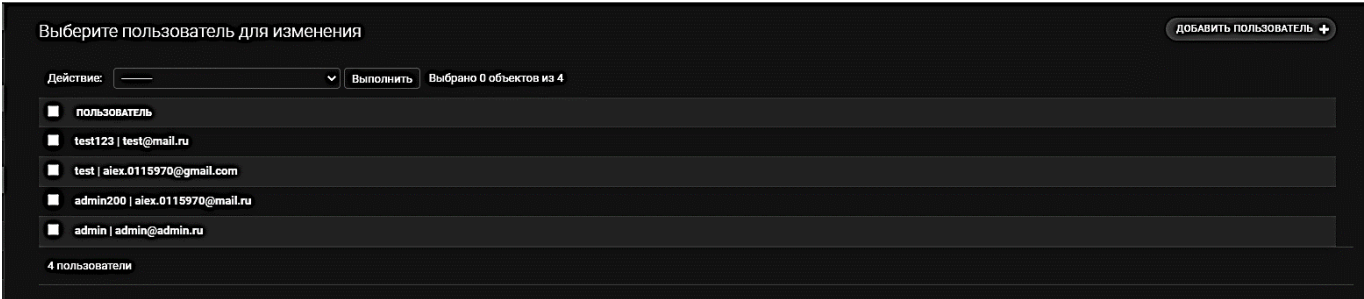 Выберите пользователь для изменения
ДОБАВИТЬ ПОЛЬЗОВАТЕЛЬ +
Действие: --------- Выполнить Выбрано 0 объектов из 4
ПОЛЬЗОВАТЕЛЬ
test123 | test@mail.ru
test | aiex.0115970@gmail.com
admin200 | aiex.0115970@mail.ru
admin | admin@admin.ru
4 пользователи